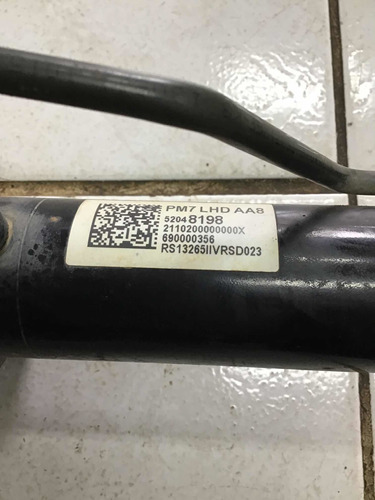 PM7 LHD AA8
52048198
2110200000000X
690000356
RS13265IIVRSD023